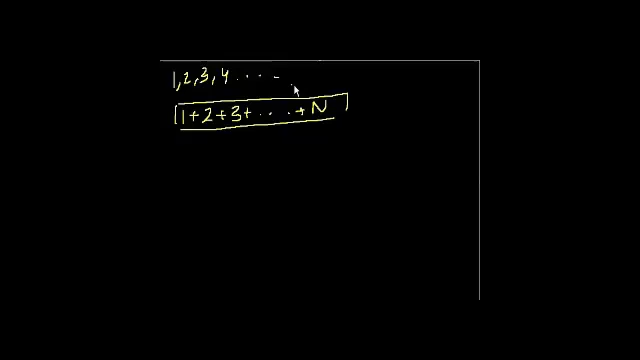 1, 2, 3, 4 . . . - .
1 + 2 + 3 + . . . . + N